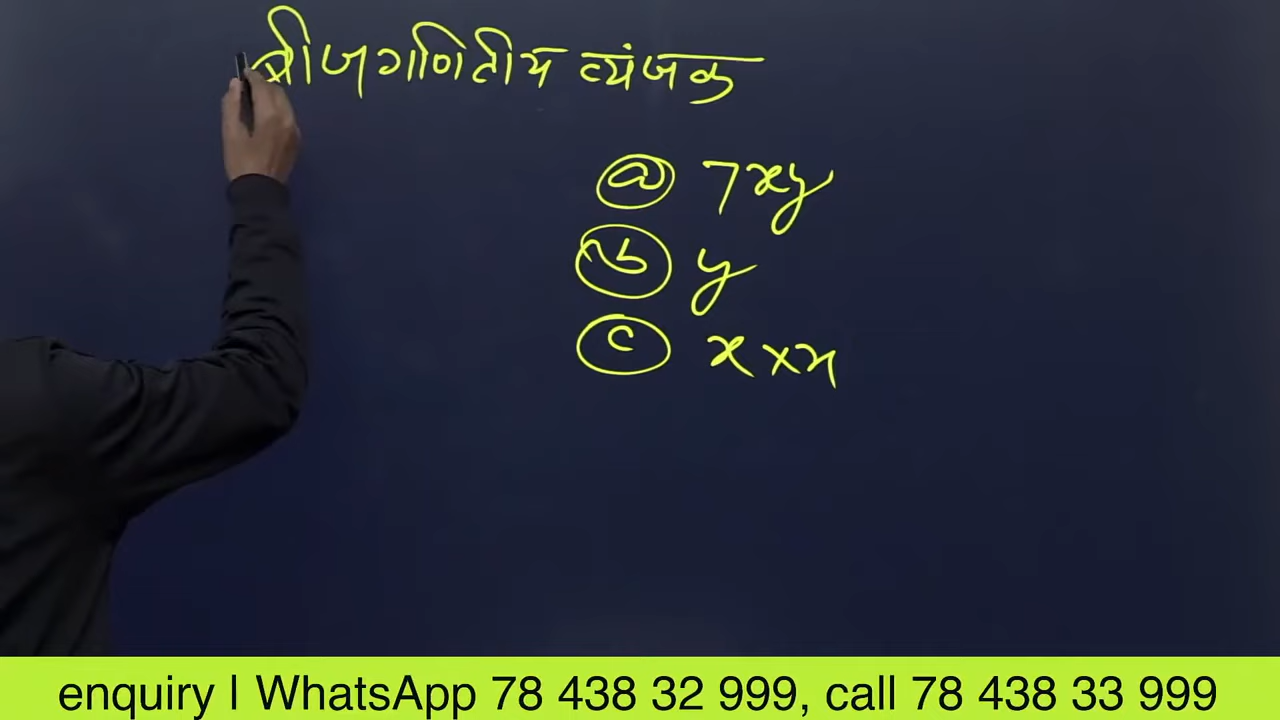 बीजगणितीय व्यंजक
a 7xy
b y
c x×x
enquiry | WhatsApp 78 438 32 999, call 78 438 33 999